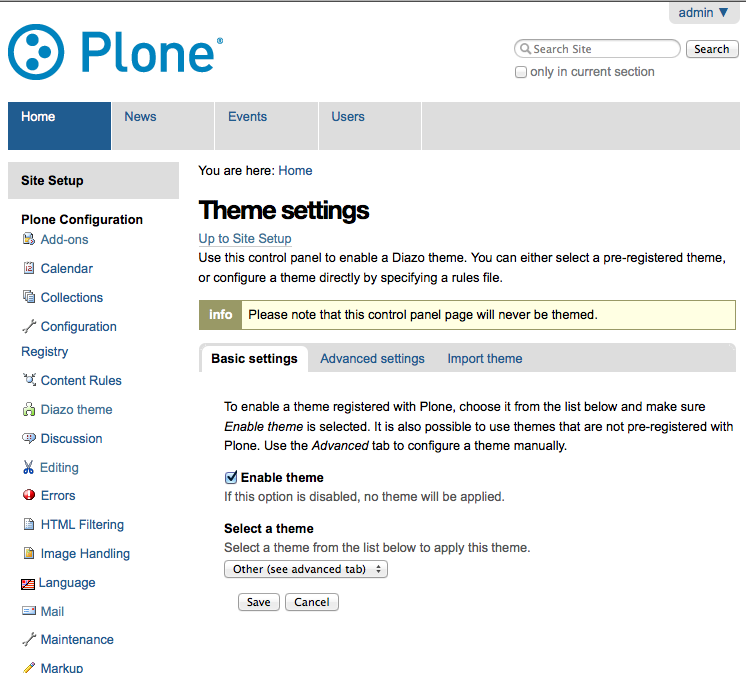 admin ▼
Plone®
Search Site
Search
only in current section
Home
News
Events
Users
Site Setup
Plone Configuration
Add-ons
Calendar
Collections
Configuration
Registry
Content Rules
Diazo theme
Discussion
Editing
Errors
HTML Filtering
Image Handling
Language
Mail
Maintenance
Markup
You are here: Home
Theme settings
Up to Site Setup
Use this control panel to enable a Diazo theme. You can either select a pre-registered theme,
or configure a theme directly by specifying a rules file.
info Please note that this control panel page will never be themed.
Basic settings
Advanced settings
Import theme
To enable a theme registered with Plone, choose it from the list below and make sure
Enable theme is selected. It is also possible to use themes that are not pre-registered with
Plone. Use the Advanced tab to configure a theme manually.
Enable theme
If this option is disabled, no theme will be applied.
Select a theme
Select a theme from the list below to apply this theme.
Other (see advanced tab)
Save
Cancel